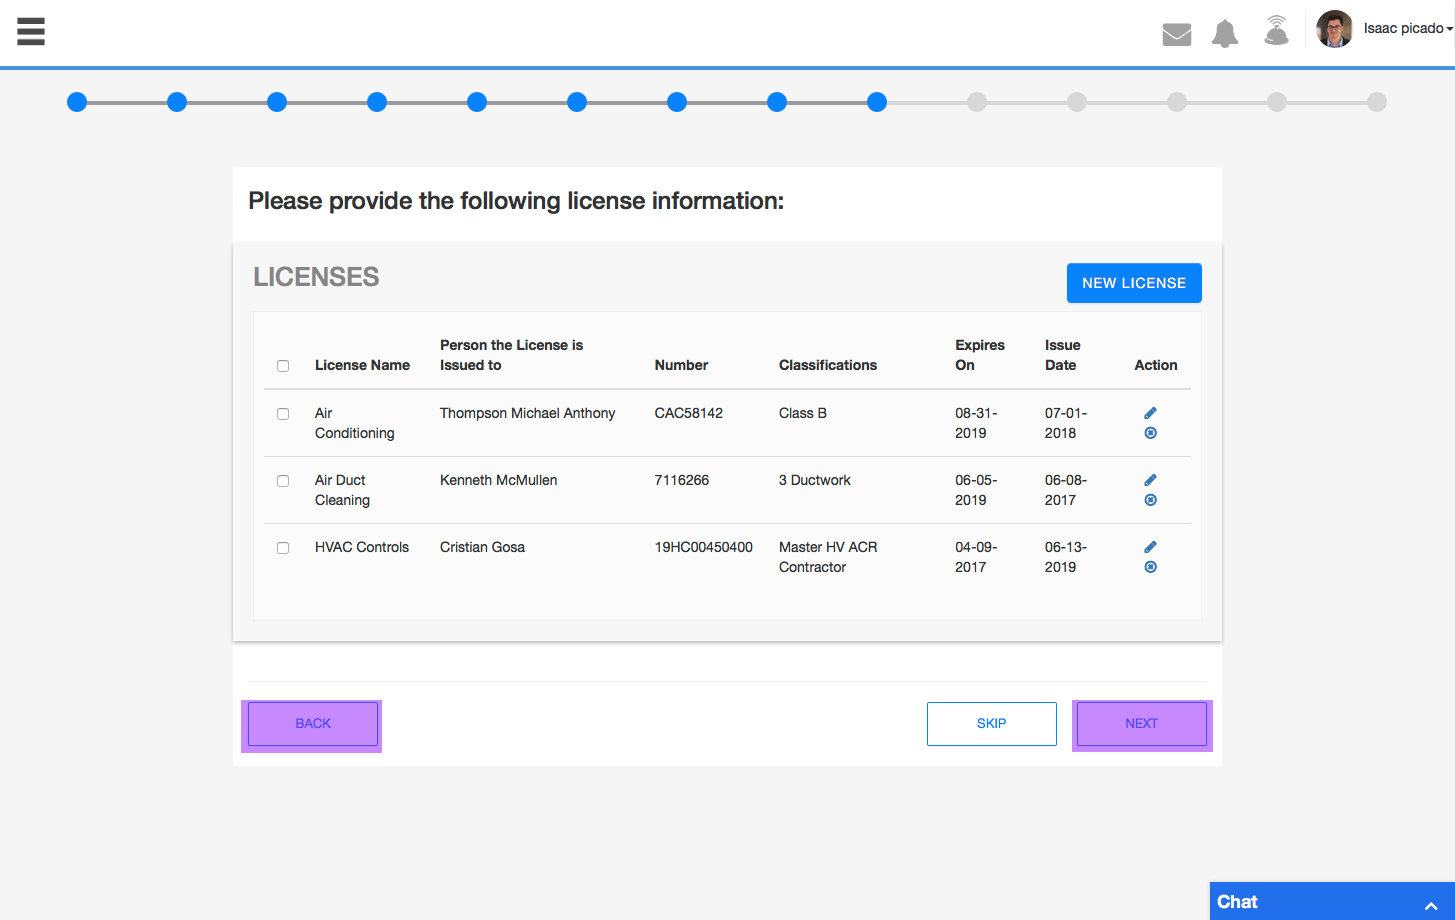 Isaac picado
Please provide the following license information:
LICENSES
NEW LICENSE
License Name
Person the License is
Issued to
Number
Classifications
Expires
On
Issue
Date
Action
Air
Conditioning
Thompson Michael Anthony
CAC58142
Class B
08-31-
2019
07-01-
2018
Air Duct
Cleaning
Kenneth McMullen
7116266
3 Ductwork
06-05-
2019
06-08-
2017
HVAC Controls
Cristian Gosa
19HC00450400
Master HV ACR
Contractor
04-09-
2017
06-13-
2019
BACK
SKIP
NEXT
Chat